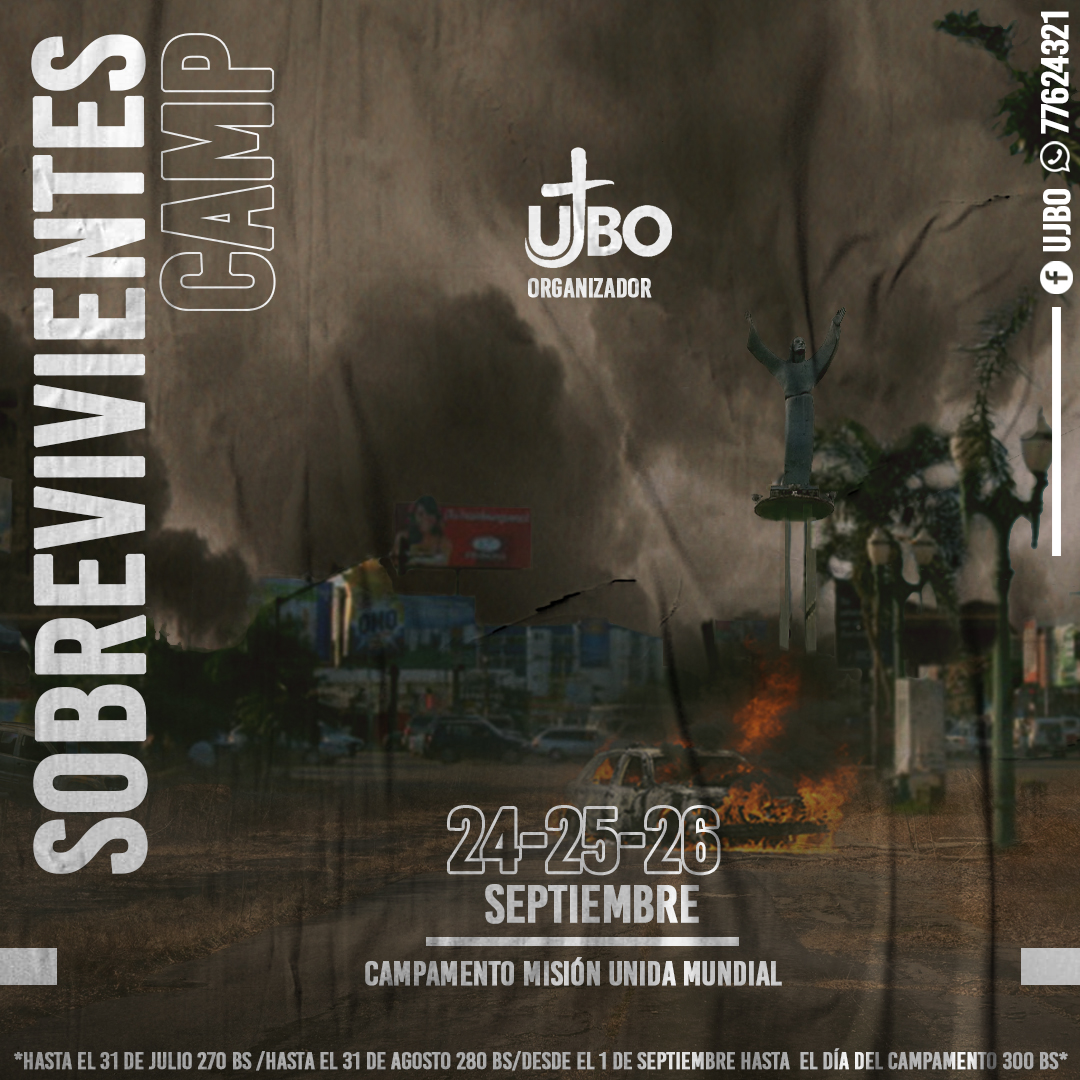 SOBREVIVIENTES
CAMP
UJBO 77624321
UJBO
ORGANIZADOR
24-25-26
SEPTIEMBRE
CAMPAMENTO MISIÓN UNIDA MUNDIAL
*HASTA EL 31 DE JULIO 270 BS /HASTA EL 31 DE AGOSTO 280 BS/DESDE EL 1 DE SEPTIEMBRE HASTA EL DÍA DEL CAMPAMENTO 300 BS*